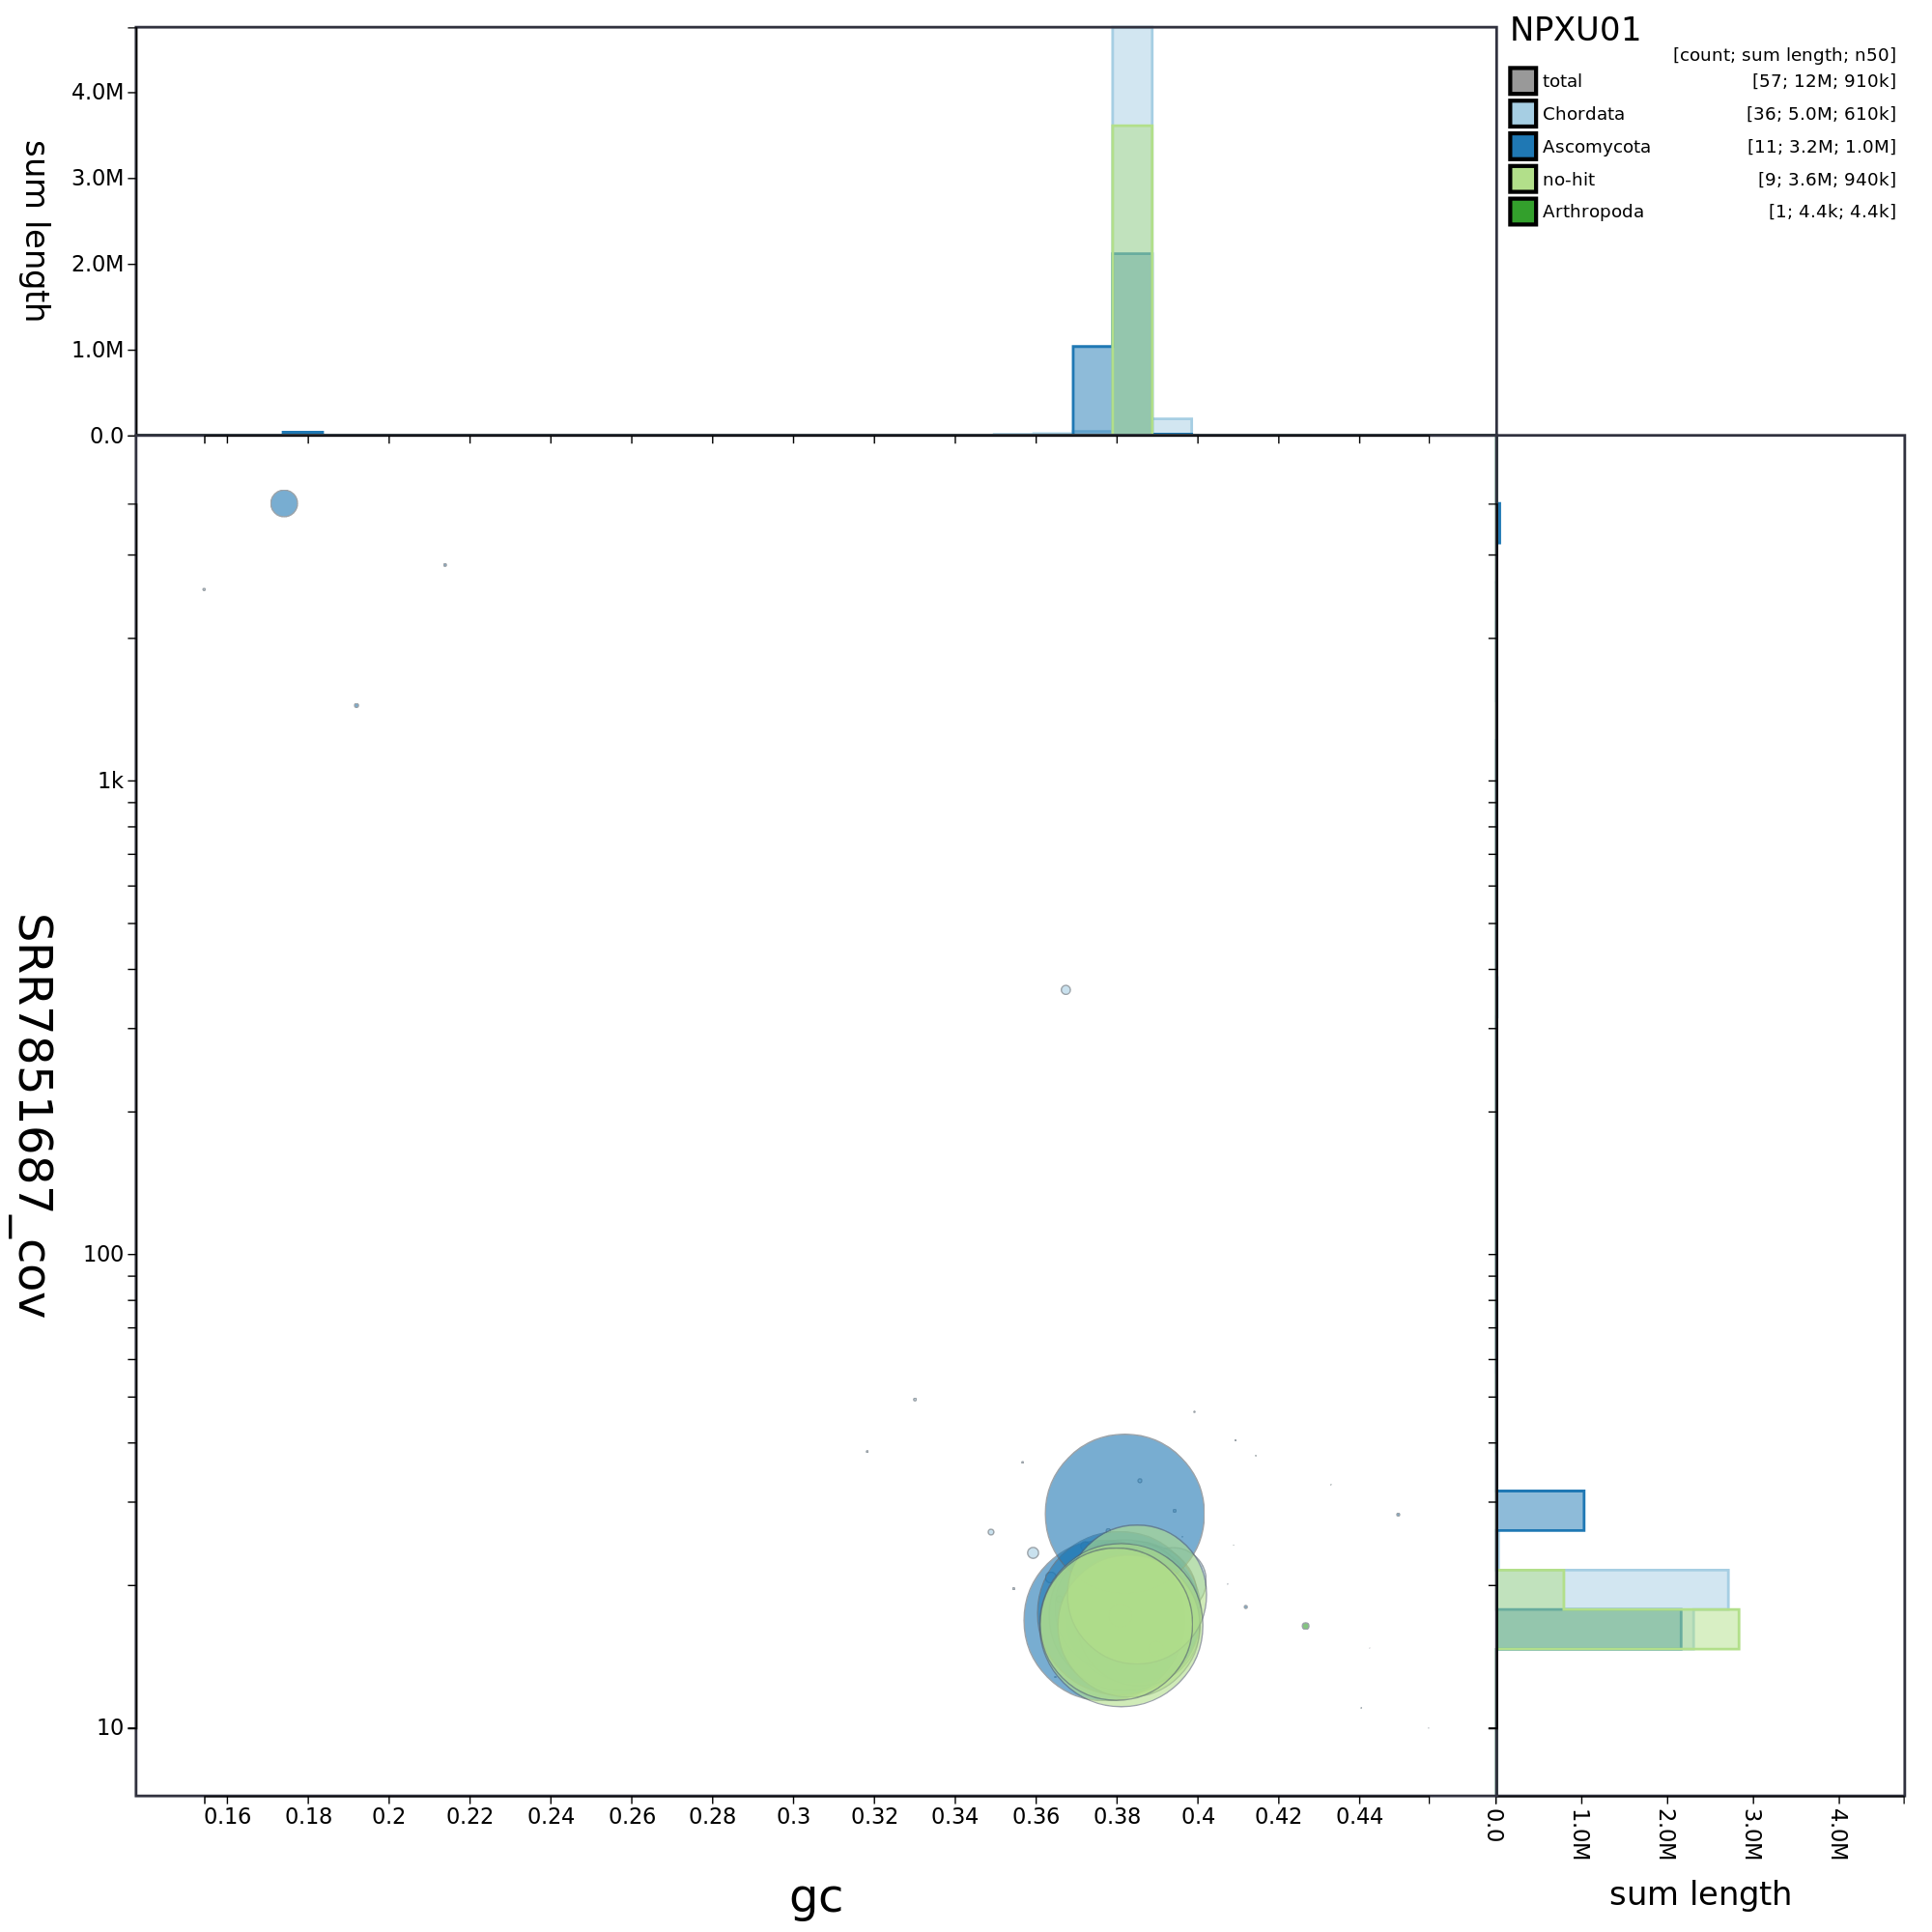 NPXU01
[count; sum length; n50]
total [57; 12M; 910k]
Chordata [36; 5.0M; 610k]
Ascomycota [11; 3.2M; 1.0M]
no-hit [9; 3.6M; 940k]
Arthropoda [1; 4.4k; 4.4k]
sum length
4.0M
3.0M
2.0M
1.0M
0.0
SRR7851687_cov
1k
100
10
0.16 0.18 0.2 0.22 0.24 0.26 0.28 0.3 0.32 0.34 0.36 0.38 0.4 0.42 0.44
gc
0.0 1.0M 2.0M 3.0M 4.0M
sum length